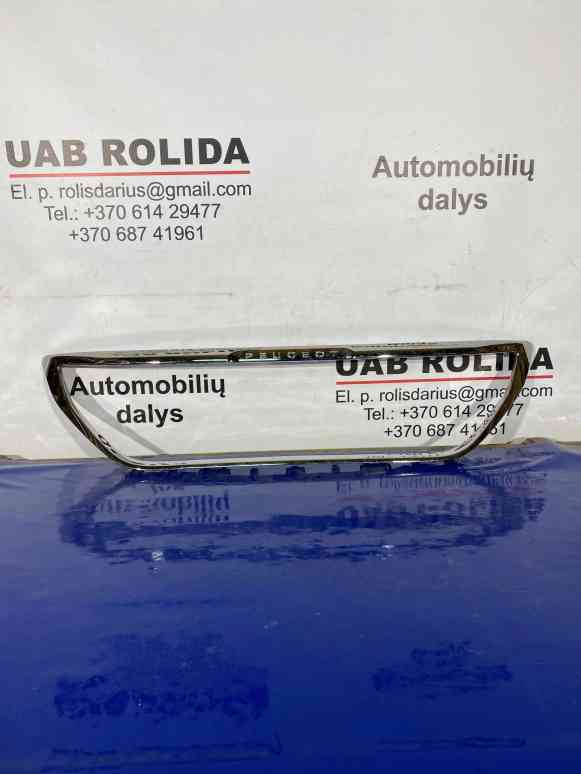 UAB ROLIDA
El. p. rolisdarius@gmail.com
Tel.: +370 614 29477
+370 687 41961
Automobilių
dalys
PEUGEOT
Automobilių
dalys
UAB ROLIDA
El. p. rolisdarius@gmail.com
Tel.: +370 614 29477
+370 687 41961